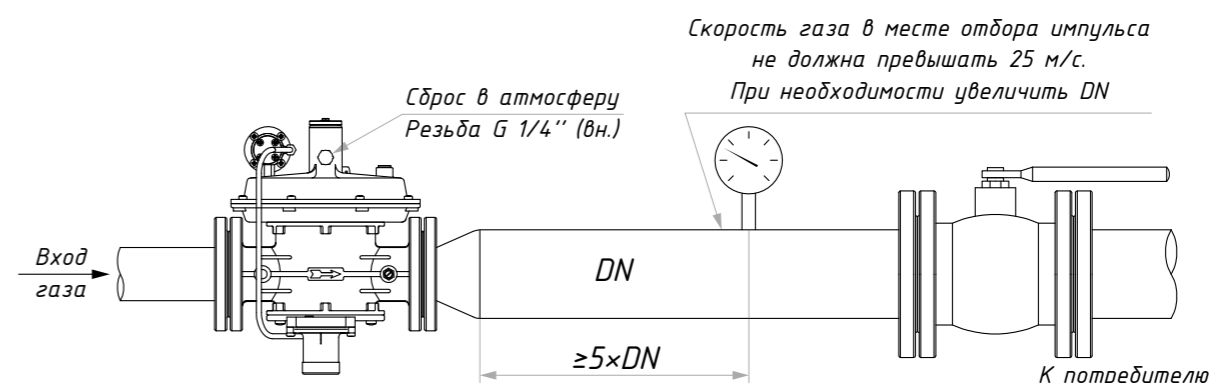 Скорость газа в месте отбора импульса
не должна превышать 25 м/с.
При необходимости увеличить DN
Сброс в атмосферу
Резьба G 1/4'' (вн.)
Вход
газа
DN
≥5×DN
К потребителю